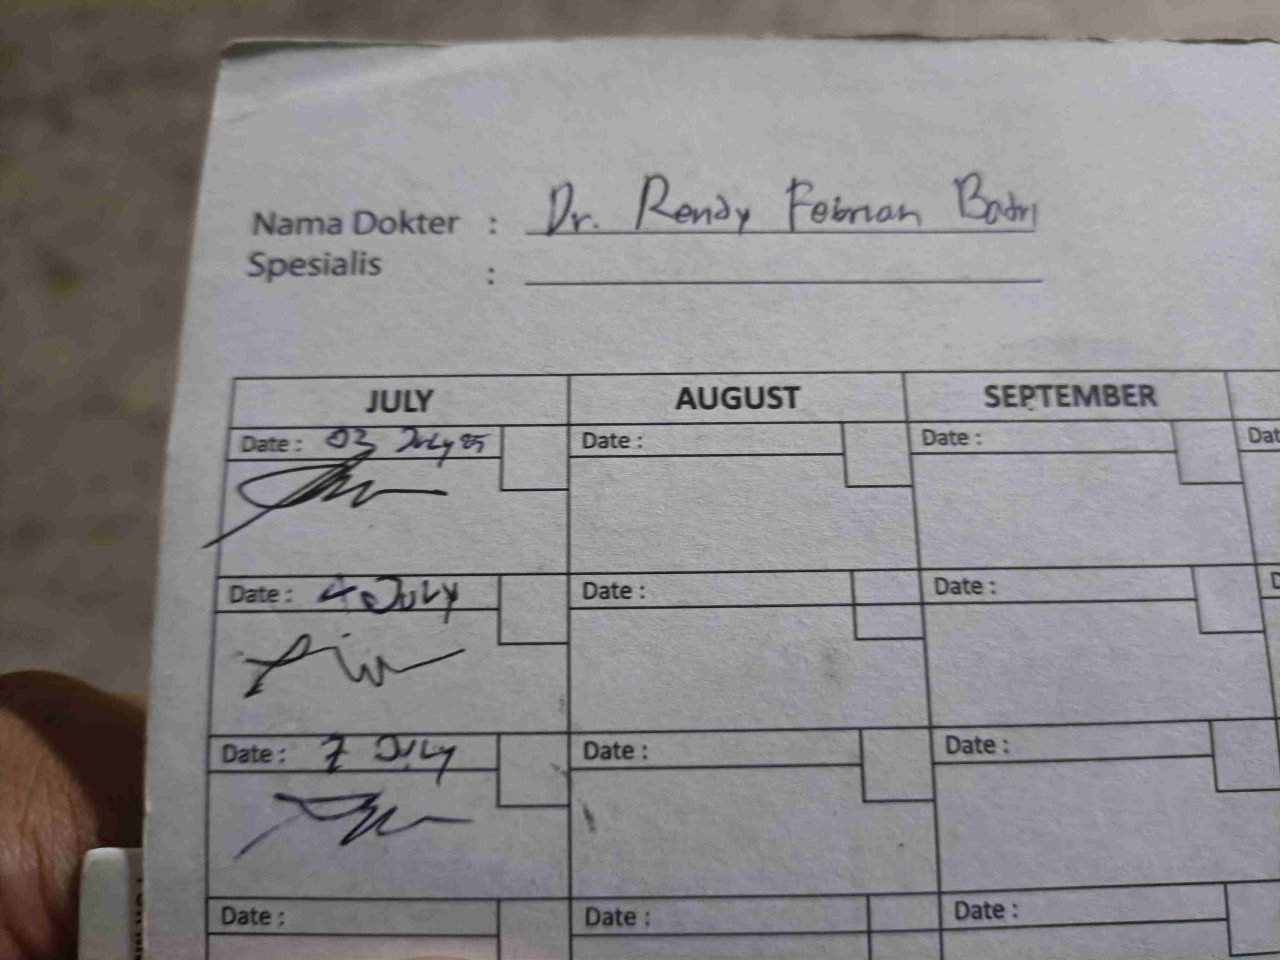 Nama Dokter : Dr. Rendy Febrian Badri
Spesialis :
JULY AUGUST SEPTEMBER
Date : 03 July 25 Date : Date : Dat
Date : 4 July Date : Date : D
Date : 7 July Date : Date :
Date : Date : Date :